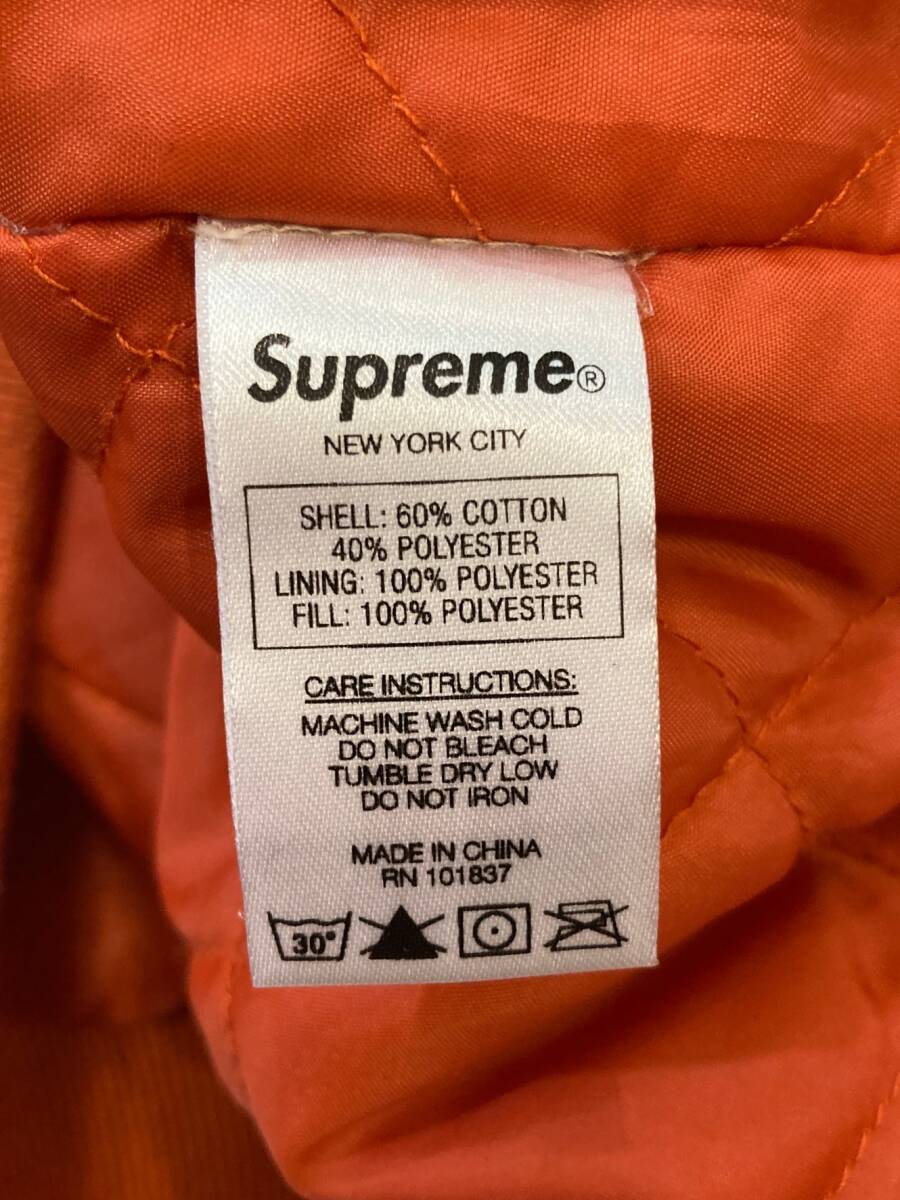 Supreme®
NEW YORK CITY
SHELL: 60% COTTON
40% POLYESTER
LINING: 100% POLYESTER
FILL: 100% POLYESTER
CARE INSTRUCTIONS:
MACHINE WASH COLD
DO NOT BLEACH
TUMBLE DRY LOW
DO NOT IRON
MADE IN CHINA
RN 101837
30°